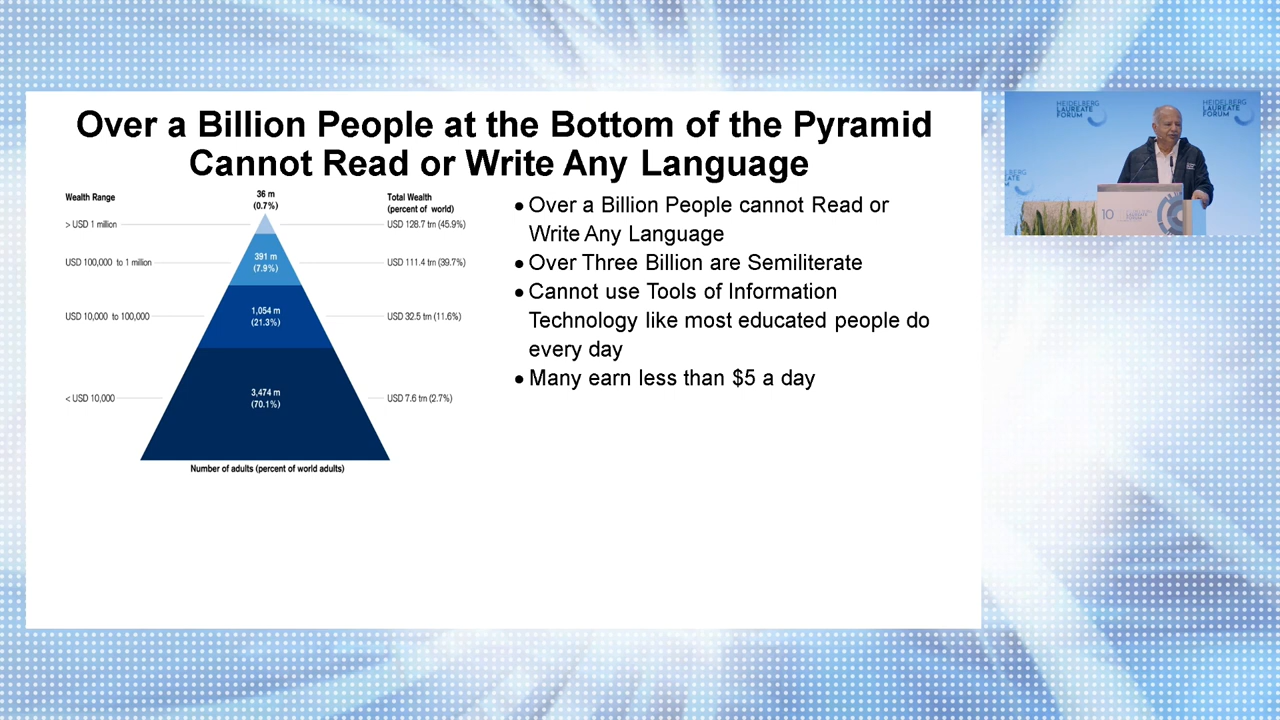 Over a Billion People at the Bottom of the Pyramid
Cannot Read or Write Any Language
Wealth Range
36 m
(0.7%)
Total Wealth
(percent of world)
> USD 1 million
USD 128.7 trn (45.9%)
USD 100,000 to 1 million
391 m
(7.9%)
USD 111.4 trn (39.7%)
USD 10,000 to 100,000
1,054 m
(21.3%)
USD 32.5 trn (11.6%)
< USD 10,000
3,474 m
(70.1%)
USD 7.6 trn (2.7%)
Number of adults (percent of world adults)
• Over a Billion People cannot Read or
Write Any Language
• Over Three Billion are Semiliterate
• Cannot use Tools of Information
Technology like most educated people do
every day
• Many earn less than $5 a day
HEIDELBERG
LAUREATE
FORUM
HEIDELBERG
LAUREATE
FORUM
10